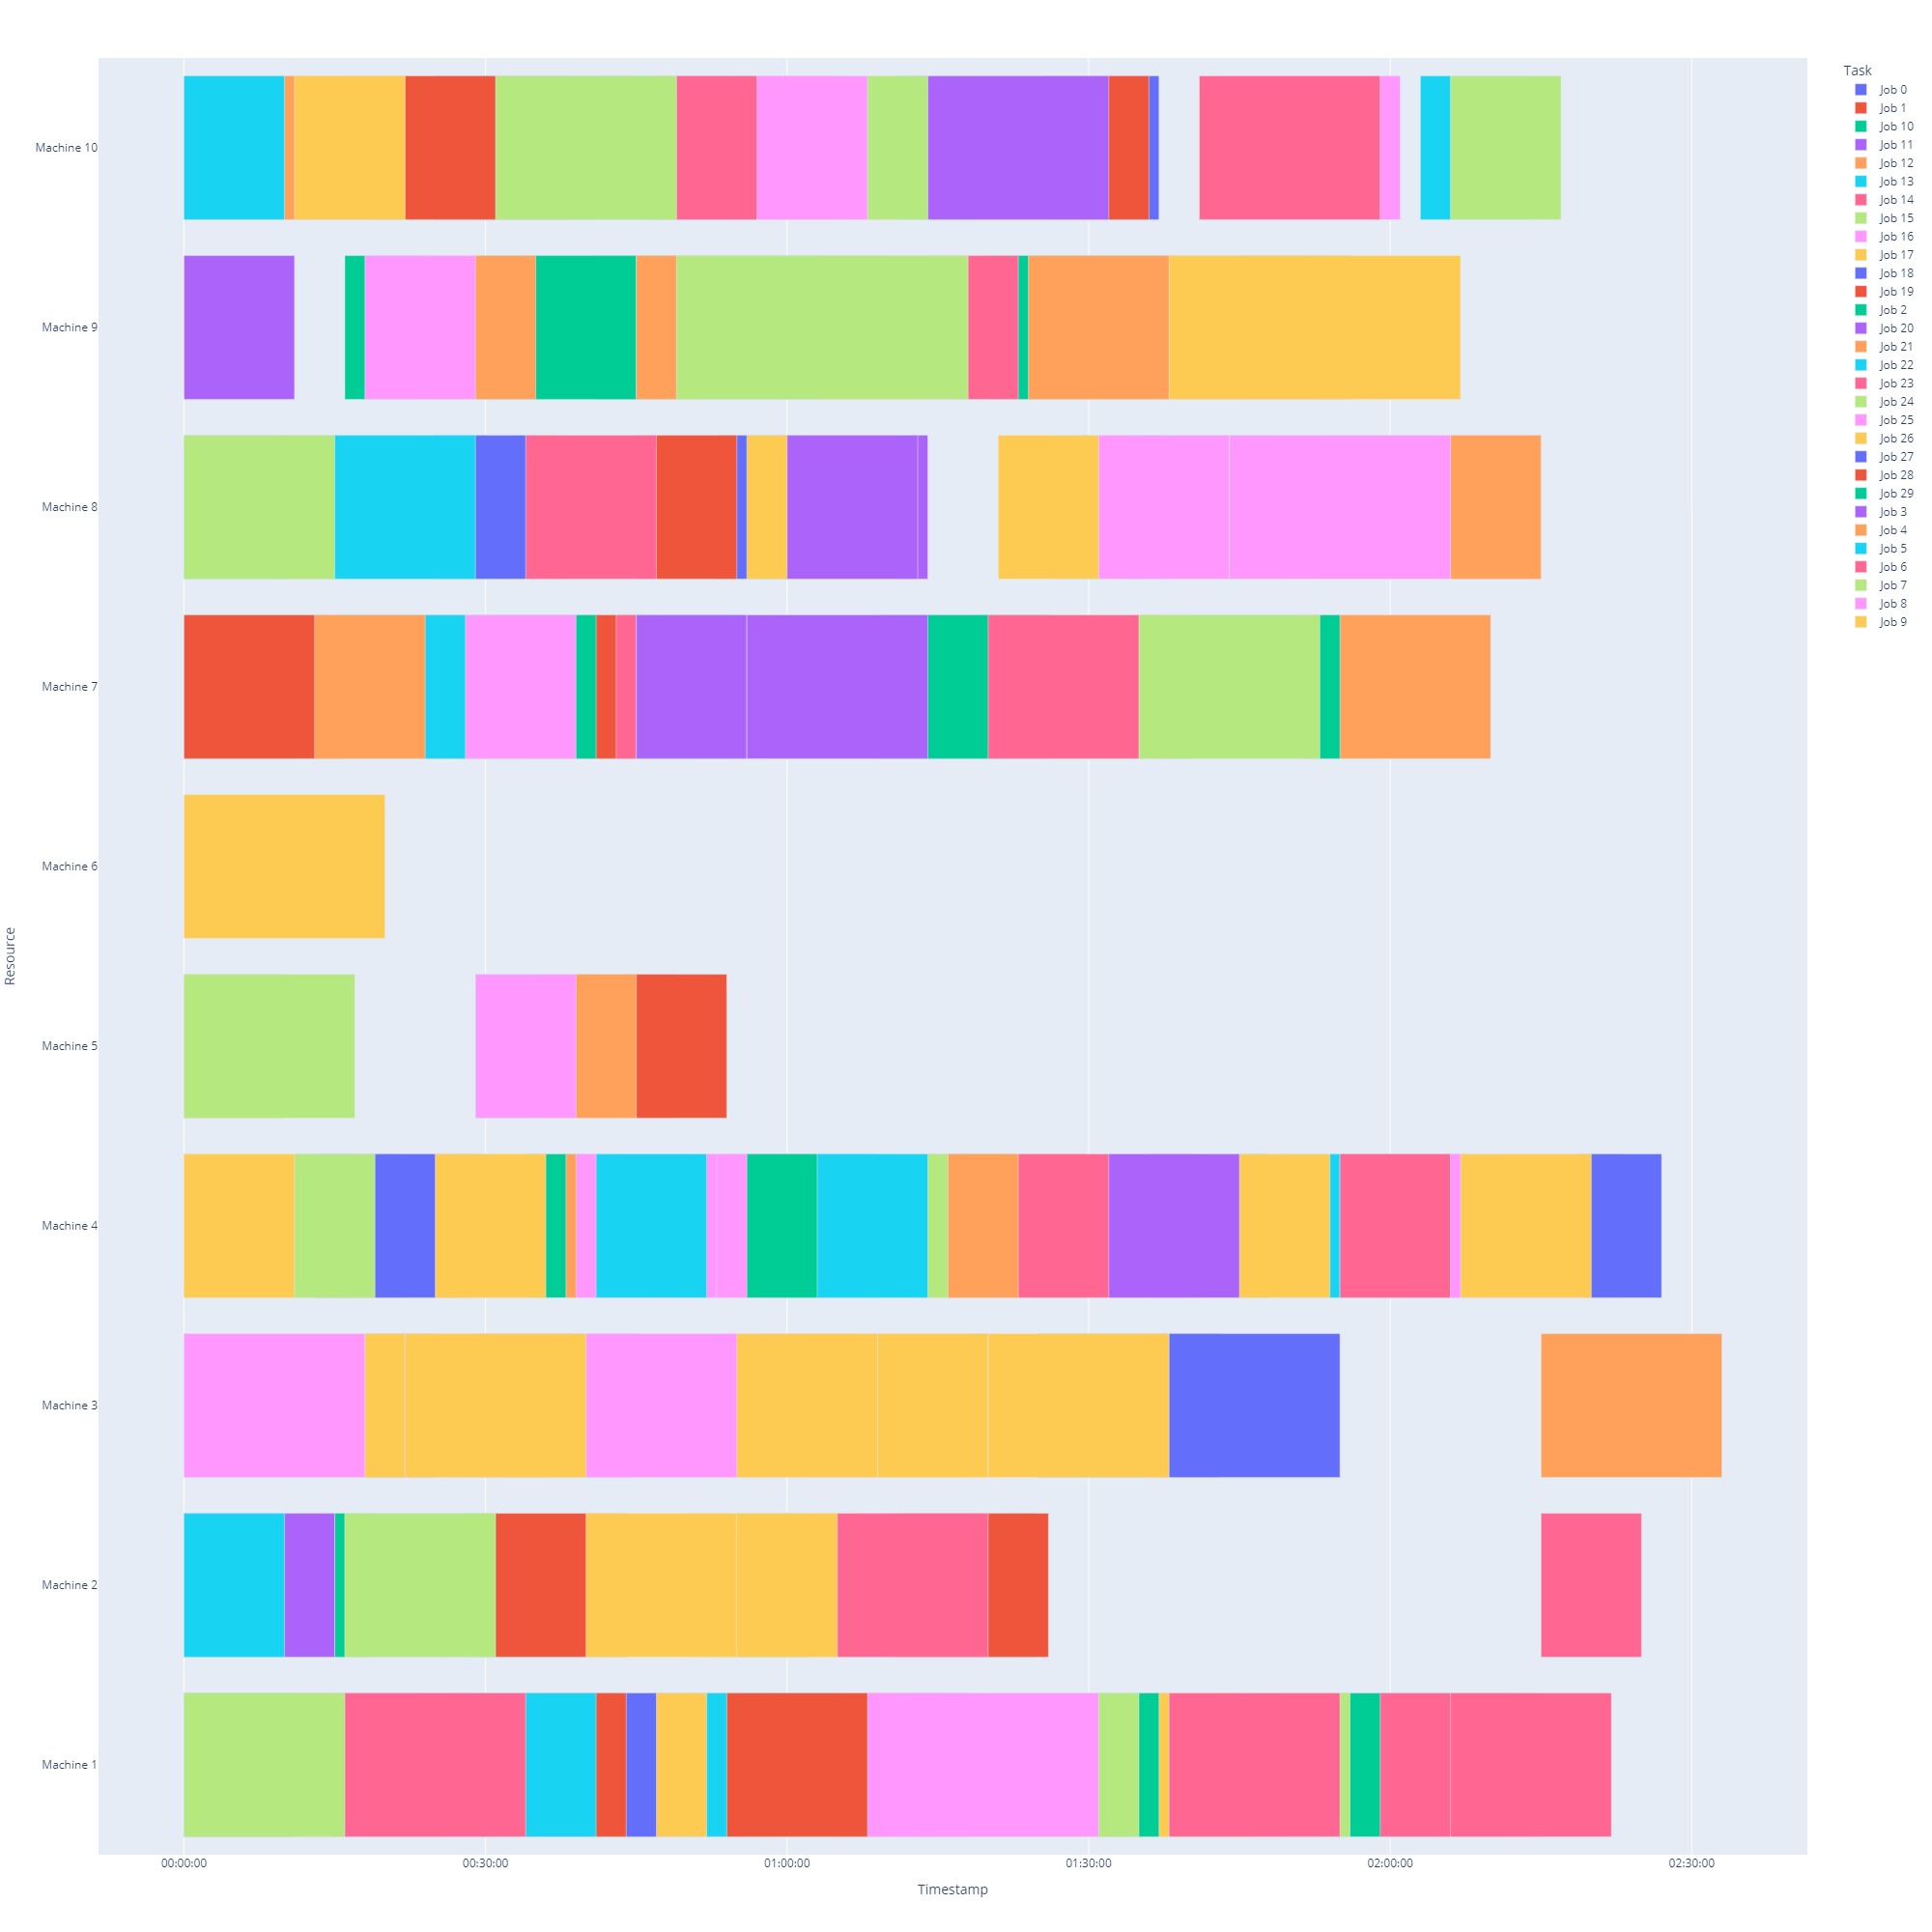 Task
Job 0
Job 1
Job 10
Job 11
Job 12
Job 13
Job 14
Job 15
Job 16
Job 17
Job 18
Job 19
Job 2
Job 20
Job 21
Job 22
Job 23
Job 24
Job 25
Job 26
Job 27
Job 28
Job 29
Job 3
Job 4
Job 5
Job 6
Job 7
Job 8
Job 9
Machine 10
Machine 9
Machine 8
Machine 7
Machine 6
Machine 5
Machine 4
Machine 3
Machine 2
Machine 1
Resource
00:00:00 00:30:00 01:00:00 01:30:00 02:00:00 02:30:00
Timestamp